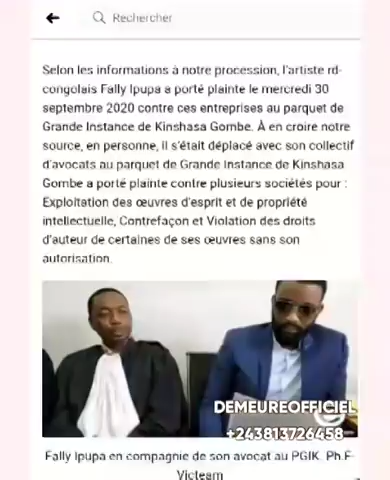 Rechercher
Selon les informations à notre procession, l'artiste rd-
congolais Fally Ipupa a porté plainte le mercredi 30
septembre 2020 contre ces entreprises au parquet de
Grande Instance de Kinshasa Gombe. À en croire notre
source, en personne, il s'était déplacé avec son collectif
d'avocats au parquet de Grande Instance de Kinshasa
Gombe a porté plainte contre plusieurs sociétés pour :
Exploitation des œuvres d'esprit et de propriété
intellectuelle, Contrefaçon et Violation des droits
d'auteur de certaines de ses œuvres sans son
autorisation.
DEMEUREOFFICIEL
+243813726458
Fally Ipupa en compagnie de son avocat au PGIK. Ph.F-
Victeam